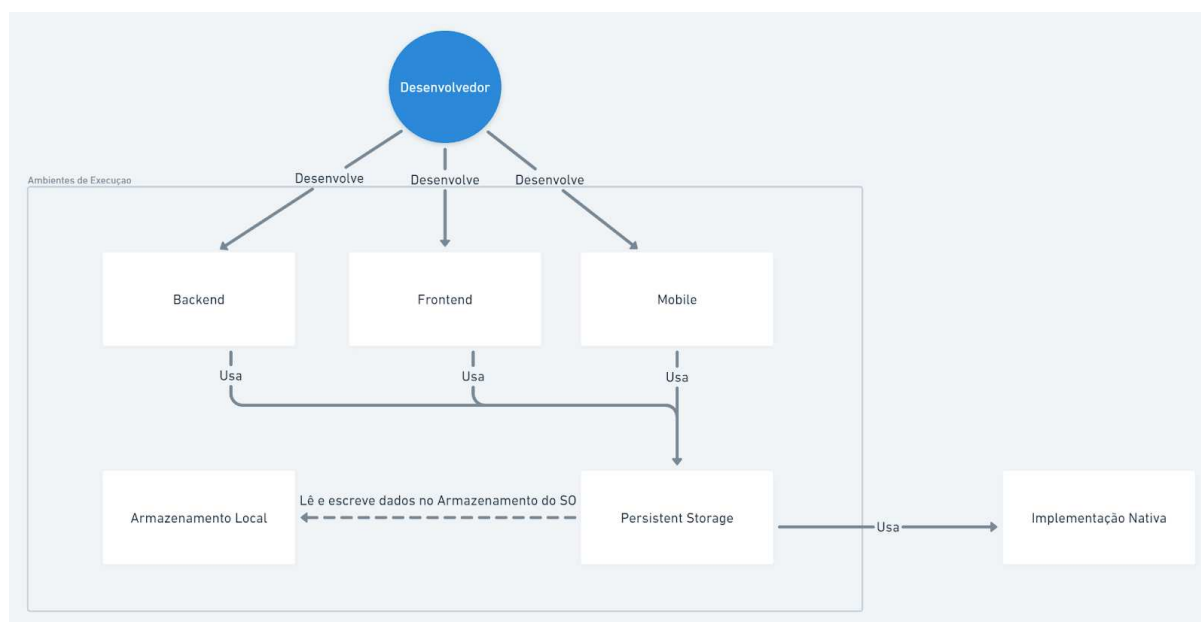 Desenvolvedor
Desenvolve
Desenvolve
Desenvolve
Ambientes de Execuçao
Backend
Frontend
Mobile
Usa
Usa
Usa
Armazenamento Local
Lê e escreve dados no Armazenamento do SO
Persistent Storage
Usa
Implementação Nativa